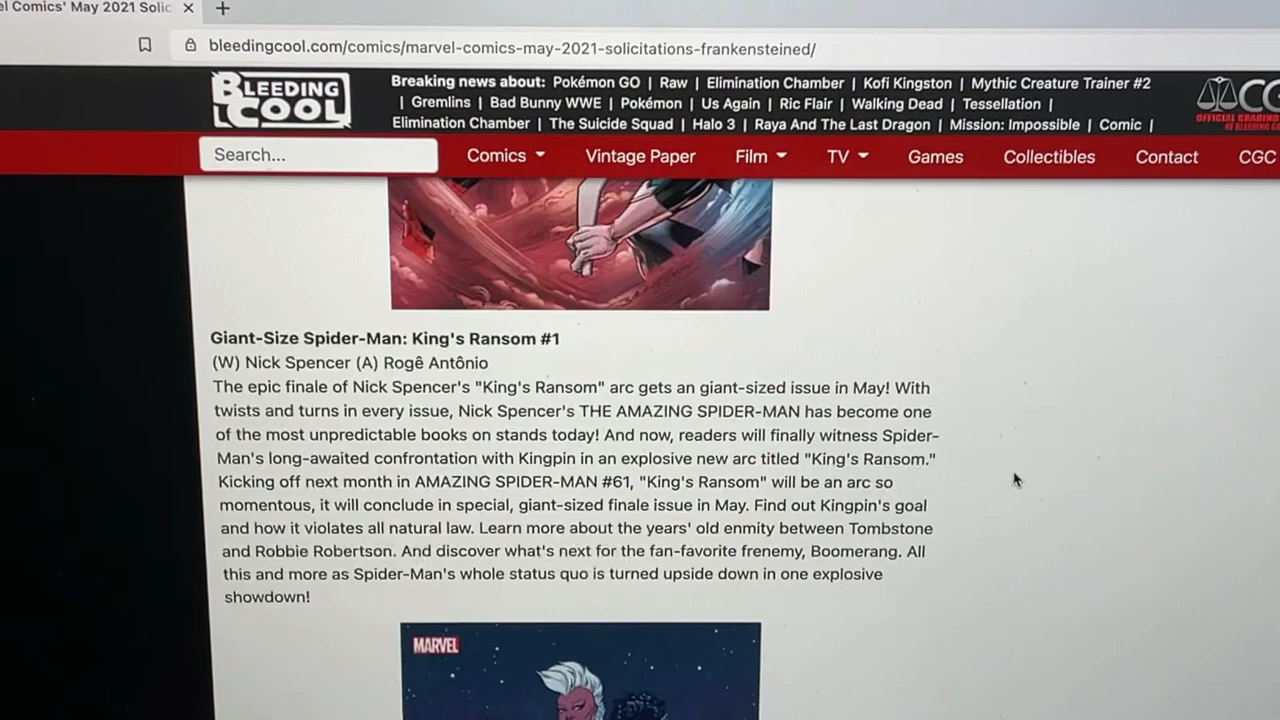 el Comics' May 2021 Solic
bleedingcool.com/comics/marvel-comics-may-2021-solicitations-frankensteined/
BLEEDING
COOL
Breaking news about: Pokémon GO | Raw | Elimination Chamber | Kofi Kingston | Mythic Creature Trainer #2
| Gremlins | Bad Bunny WWE | Pokémon | Us Again | Ric Flair | Walking Dead | Tessellation |
Elimination Chamber | The Suicide Squad | Halo 3 | Raya And The Last Dragon | Mission: Impossible | Comic |
CG
OFFICIAL GRADING
OF BLEEDING C
Search...
Comics
Vintage Paper
Film
TV
Games
Collectibles
Contact
CGC
Giant-Size Spider-Man: King's Ransom #1
(W) Nick Spencer (A) Rogê Antônio
The epic finale of Nick Spencer's "King's Ransom" arc gets an giant-sized issue in May! With
twists and turns in every issue, Nick Spencer's THE AMAZING SPIDER-MAN has become one
of the most unpredictable books on stands today! And now, readers will finally witness Spider-
Man's long-awaited confrontation with Kingpin in an explosive new arc titled "King's Ransom."
Kicking off next month in AMAZING SPIDER-MAN #61, "King's Ransom" will be an arc so
momentous, it will conclude in special, giant-sized finale issue in May. Find out Kingpin's goal
and how it violates all natural law. Learn more about the years' old enmity between Tombstone
and Robbie Robertson. And discover what's next for the fan-favorite frenemy, Boomerang. All
this and more as Spider-Man's whole status quo is turned upside down in one explosive
showdown!
MARVEL